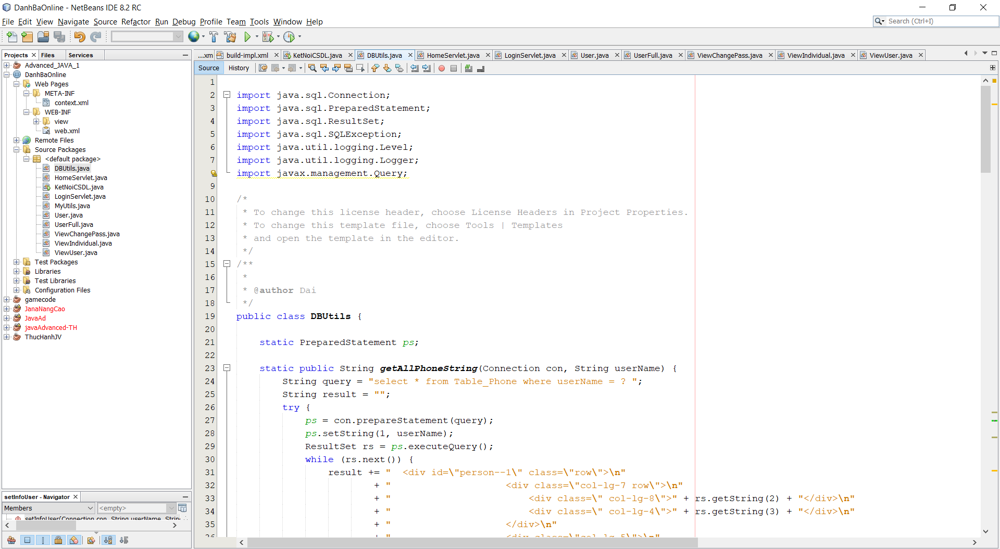 DanhBaOnline - NetBeans IDE 8.2 RC
File Edit View Navigate Source Refactor Run Debug Profile Team Tools Window Help
Search (Ctrl+I)
Projects Files Services
...xm build-impl.xml KetNoiCSDL.java DBUtils.java HomeServlet.java LoginServlet.java User.java UserFull.java ViewChangePass.java ViewIndividual.java ViewUser.java
Source History
Advanced_JAVA_1
DanhBaOnline
Web Pages
META-INF
context.xml
WEB-INF
view
web.xml
Remote Files
Source Packages
<default package>
DBUtils.java
HomeServlet.java
KetNoiCSDL.java
LoginServlet.java
MyUtils.java
User.java
UserFull.java
ViewChangePass.java
ViewIndividual.java
ViewUser.java
Test Packages
Libraries
Test Libraries
Configuration Files
gamecode
JanaNangCao
JavaAd
javaAdvanced-TH
ThucHanhJV
setInfoUser - Navigator
Members <empty>
setInfoUser(Connection con, String userName, String
1
2 import java.sql.Connection;
3 import java.sql.PreparedStatement;
4 import java.sql.ResultSet;
5 import java.sql.SQLException;
6 import java.util.logging.Level;
7 import java.util.logging.Logger;
import javax.management.Query;
9
10 /*
11 * To change this license header, choose License Headers in Project Properties.
12 * To change this template file, choose Tools | Templates
13 * and open the template in the editor.
14 */
15 /**
16 *
17 * @author Dai
18 */
19 public class DBUtils {
20
21 static PreparedStatement ps;
22
23 static public String getAllPhoneString(Connection con, String userName) {
24 String query = "select * from Table_Phone where userName = ? ";
25 String result = "";
26 try {
27 ps = con.prepareStatement(query);
28 ps.setString(1, userName);
29 ResultSet rs = ps.executeQuery();
30 while (rs.next()) {
31 result += "  <div id=\"person--1\" class=\"row\">\n"
32 + "                    <div class=\"col-lg-7 row\">\n"
33 + "                        <div class=\" col-lg-8\">" + rs.getString(2) + "</div>\n"
34 + "                        <div class=\" col-lg-4\">" + rs.getString(3) + "</div>\n"
35 + "                    </div>\n"
36 + "                    <div class=\"col-lg-5\">\n"